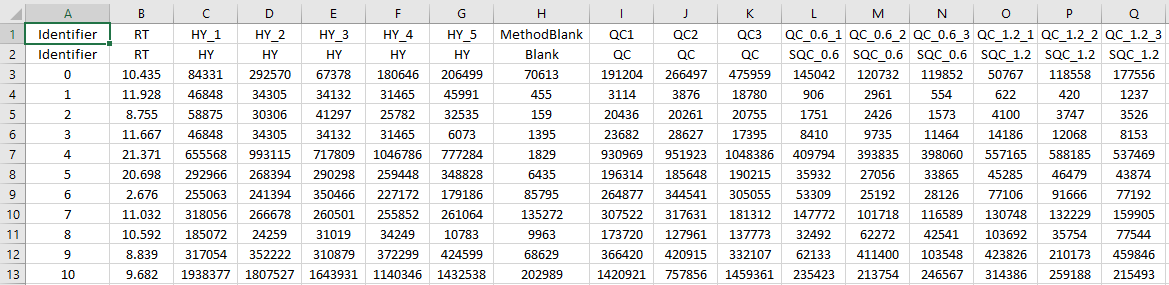 A B C D E F G H I J K L M N O P Q
1 Identifier RT HY_1 HY_2 HY_3 HY_4 HY_5 MethodBlank QC1 QC2 QC3 QC_0.6_1 QC_0.6_2 QC_0.6_3 QC_1.2_1 QC_1.2_2 QC_1.2_3
2 Identifier RT HY HY HY HY HY Blank QC QC QC SQC_0.6 SQC_0.6 SQC_0.6 SQC_1.2 SQC_1.2 SQC_1.2
3 0 10.435 84331 292570 67378 180646 206499 70613 191204 266497 475959 145042 120732 119852 50767 118558 177556
4 1 11.928 46848 34305 34132 31465 45991 455 3114 3876 18780 906 2961 554 622 420 1237
5 2 8.755 58875 30306 41297 25782 32535 159 20436 20261 20755 1751 2426 1573 4100 3747 3526
6 3 11.667 46848 34305 34132 31465 6073 1395 23682 28627 17395 8410 9735 11464 14186 12068 8153
7 4 21.371 655568 993115 717809 1046786 777284 1829 930969 951923 1048386 409794 393835 398060 557165 588185 537469
8 5 20.698 292966 268394 290298 259448 348828 6435 196314 185648 190215 35932 27056 33865 45285 46479 43874
9 6 2.676 255063 241394 350466 227172 179186 85795 264877 344541 305055 53309 25192 28126 77106 91666 77192
10 7 11.032 318056 266678 260501 255852 261064 135272 307522 317631 181312 147772 101718 116589 130748 132229 159905
11 8 10.592 185072 24259 31019 34249 10783 9963 173720 127961 137773 32492 62272 42541 103692 35754 77544
12 9 8.839 317054 352222 310879 372299 424599 68629 366420 420915 332107 62133 411400 103548 423826 210173 459846
13 10 9.682 1938377 1807527 1643931 1140346 1432538 202989 1420921 757856 1459361 235423 213754 246567 314386 259188 215493